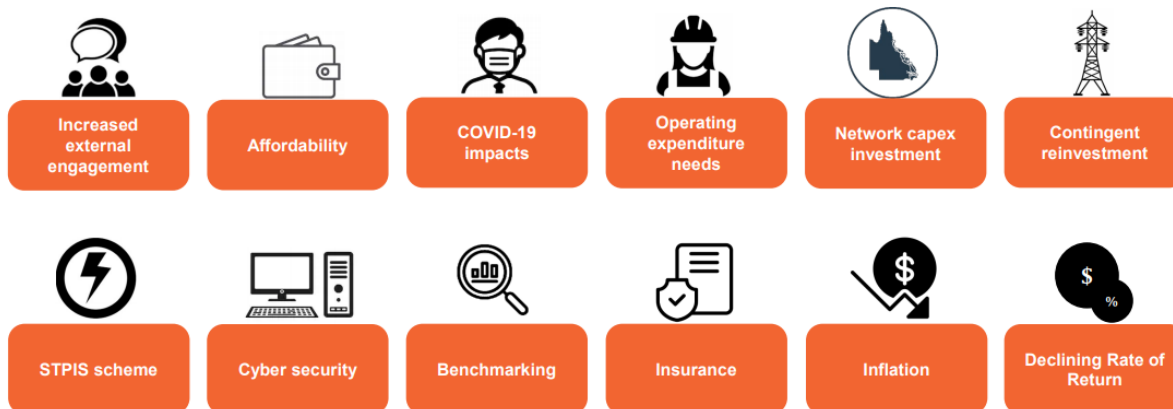 Increased
external
engagement
Affordability
COVID-19
impacts
Operating
expenditure
needs
Network capex
investment
Contingent
reinvestment
$
$
%
STPIS scheme
Cyber security
Benchmarking
Insurance
Inflation
Declining Rate of
Return